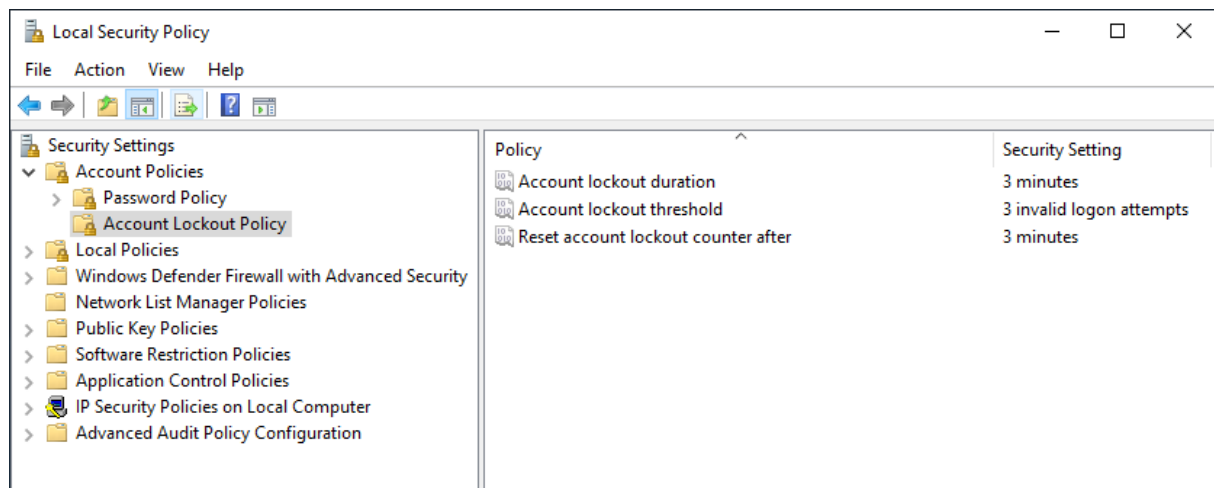 Local Security Policy
File Action View Help
Security Settings
Account Policies
Password Policy
Account Lockout Policy
Local Policies
Windows Defender Firewall with Advanced Security
Network List Manager Policies
Public Key Policies
Software Restriction Policies
Application Control Policies
IP Security Policies on Local Computer
Advanced Audit Policy Configuration
Policy Security Setting
Account lockout duration 3 minutes
Account lockout threshold 3 invalid logon attempts
Reset account lockout counter after 3 minutes